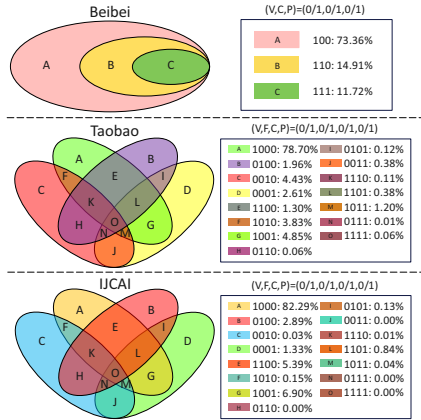 Beibei
(V,C,P)=(0/1,0/1,0/1)
A B C
A 100: 73.36%
B 110: 14.91%
C 111: 11.72%
Taobao
(V,F,C,P)=(0/1,0/1,0/1,0/1)
A B
C F E I D
K L
O
H N M G
J
A 1000: 78.70% I 0101: 0.12%
B 0100: 1.96% J 0011: 0.38%
C 0010: 4.43% K 1110: 0.11%
D 0001: 2.61% L 1101: 0.38%
E 1100: 1.30% M 1011: 1.20%
F 1010: 3.83% N 0111: 0.01%
G 1001: 4.85% O 1111: 0.06%
H 0110: 0.06%
IJCAI
(V,F,C,P)=(0/1,0/1,0/1,0/1)
A B
C F E I D
K L
O
H N M G
J
A 1000: 82.29% I 0101: 0.13%
B 0100: 2.89% J 0011: 0.00%
C 0010: 0.03% K 1110: 0.01%
D 0001: 1.33% L 1101: 0.84%
E 1100: 5.39% M 1011: 0.04%
F 1010: 0.15% N 0111: 0.00%
G 1001: 6.90% O 1111: 0.00%
H 0110: 0.00%